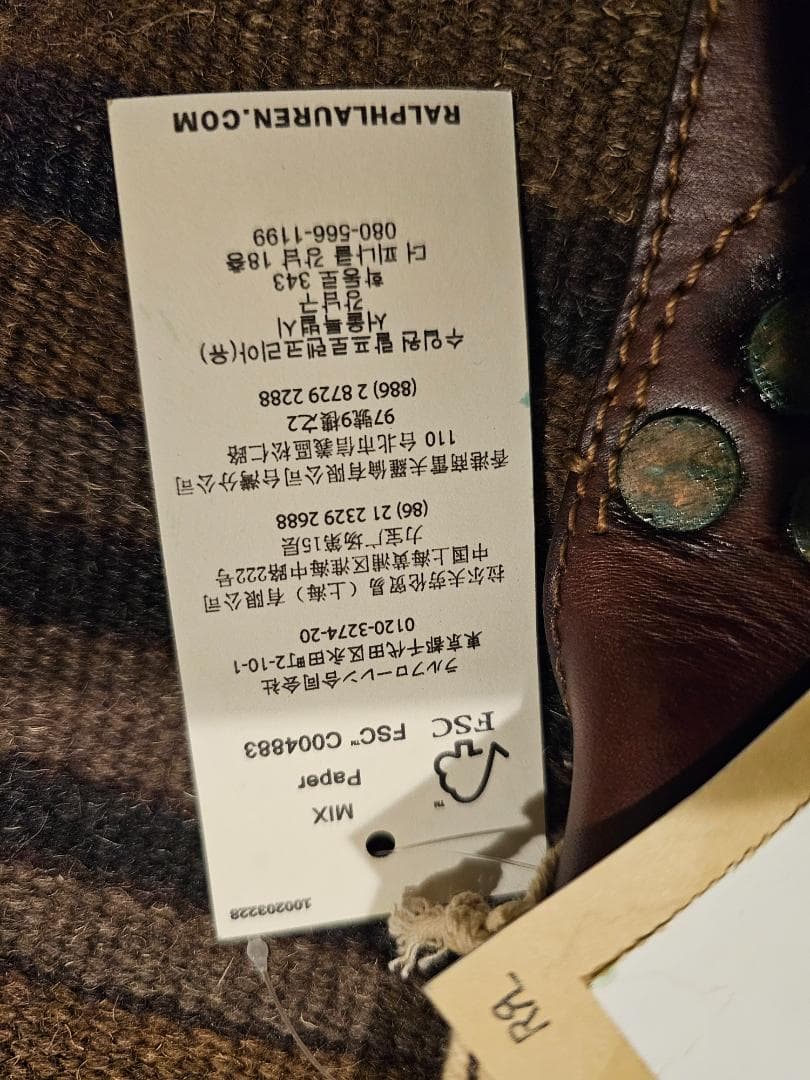 100203228
MIX
Paper
FSC™ C004883
™
FSC
ラルフローレン合同会社
東京都千代田区永田町2-10-1
0120-3274-20
拉尔夫劳伦贸易（上海）有限公司
中国上海黄浦区淮海中路222号
力宝广场第15层
(86) 21 2329 2688
香港商雷夫羅倫有限公司台灣分公司
110 台北市信義區松仁路
97號9樓之2
(886) 2 8729 2288
수입원 랄프로렌코리아(유)
서울특별시
강남구
학동로 343
더 피나클 강남 18층
080-566-1199
RALPHLAUREN.COM